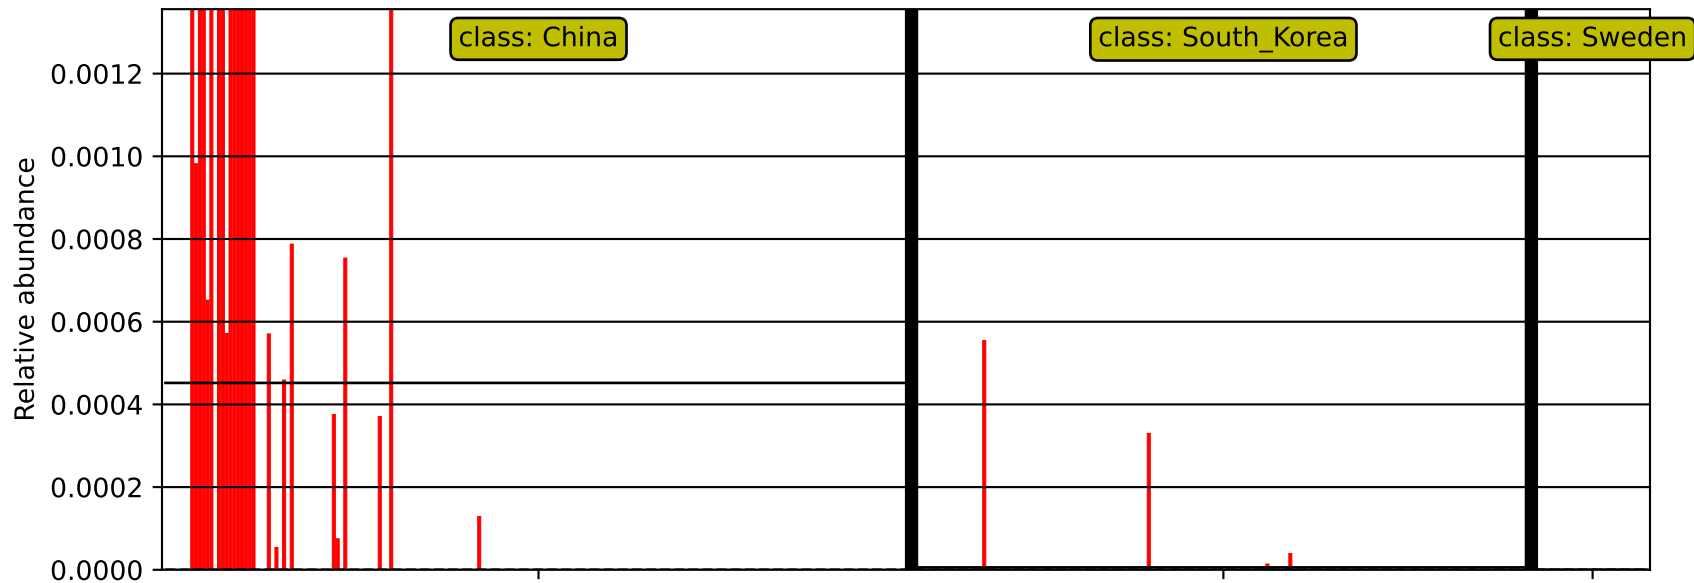 class: China
class: South_Korea
class: Sweden
Relative abundance
0.0012
0.0010
0.0008
0.0006
0.0004
0.0002
0.0000